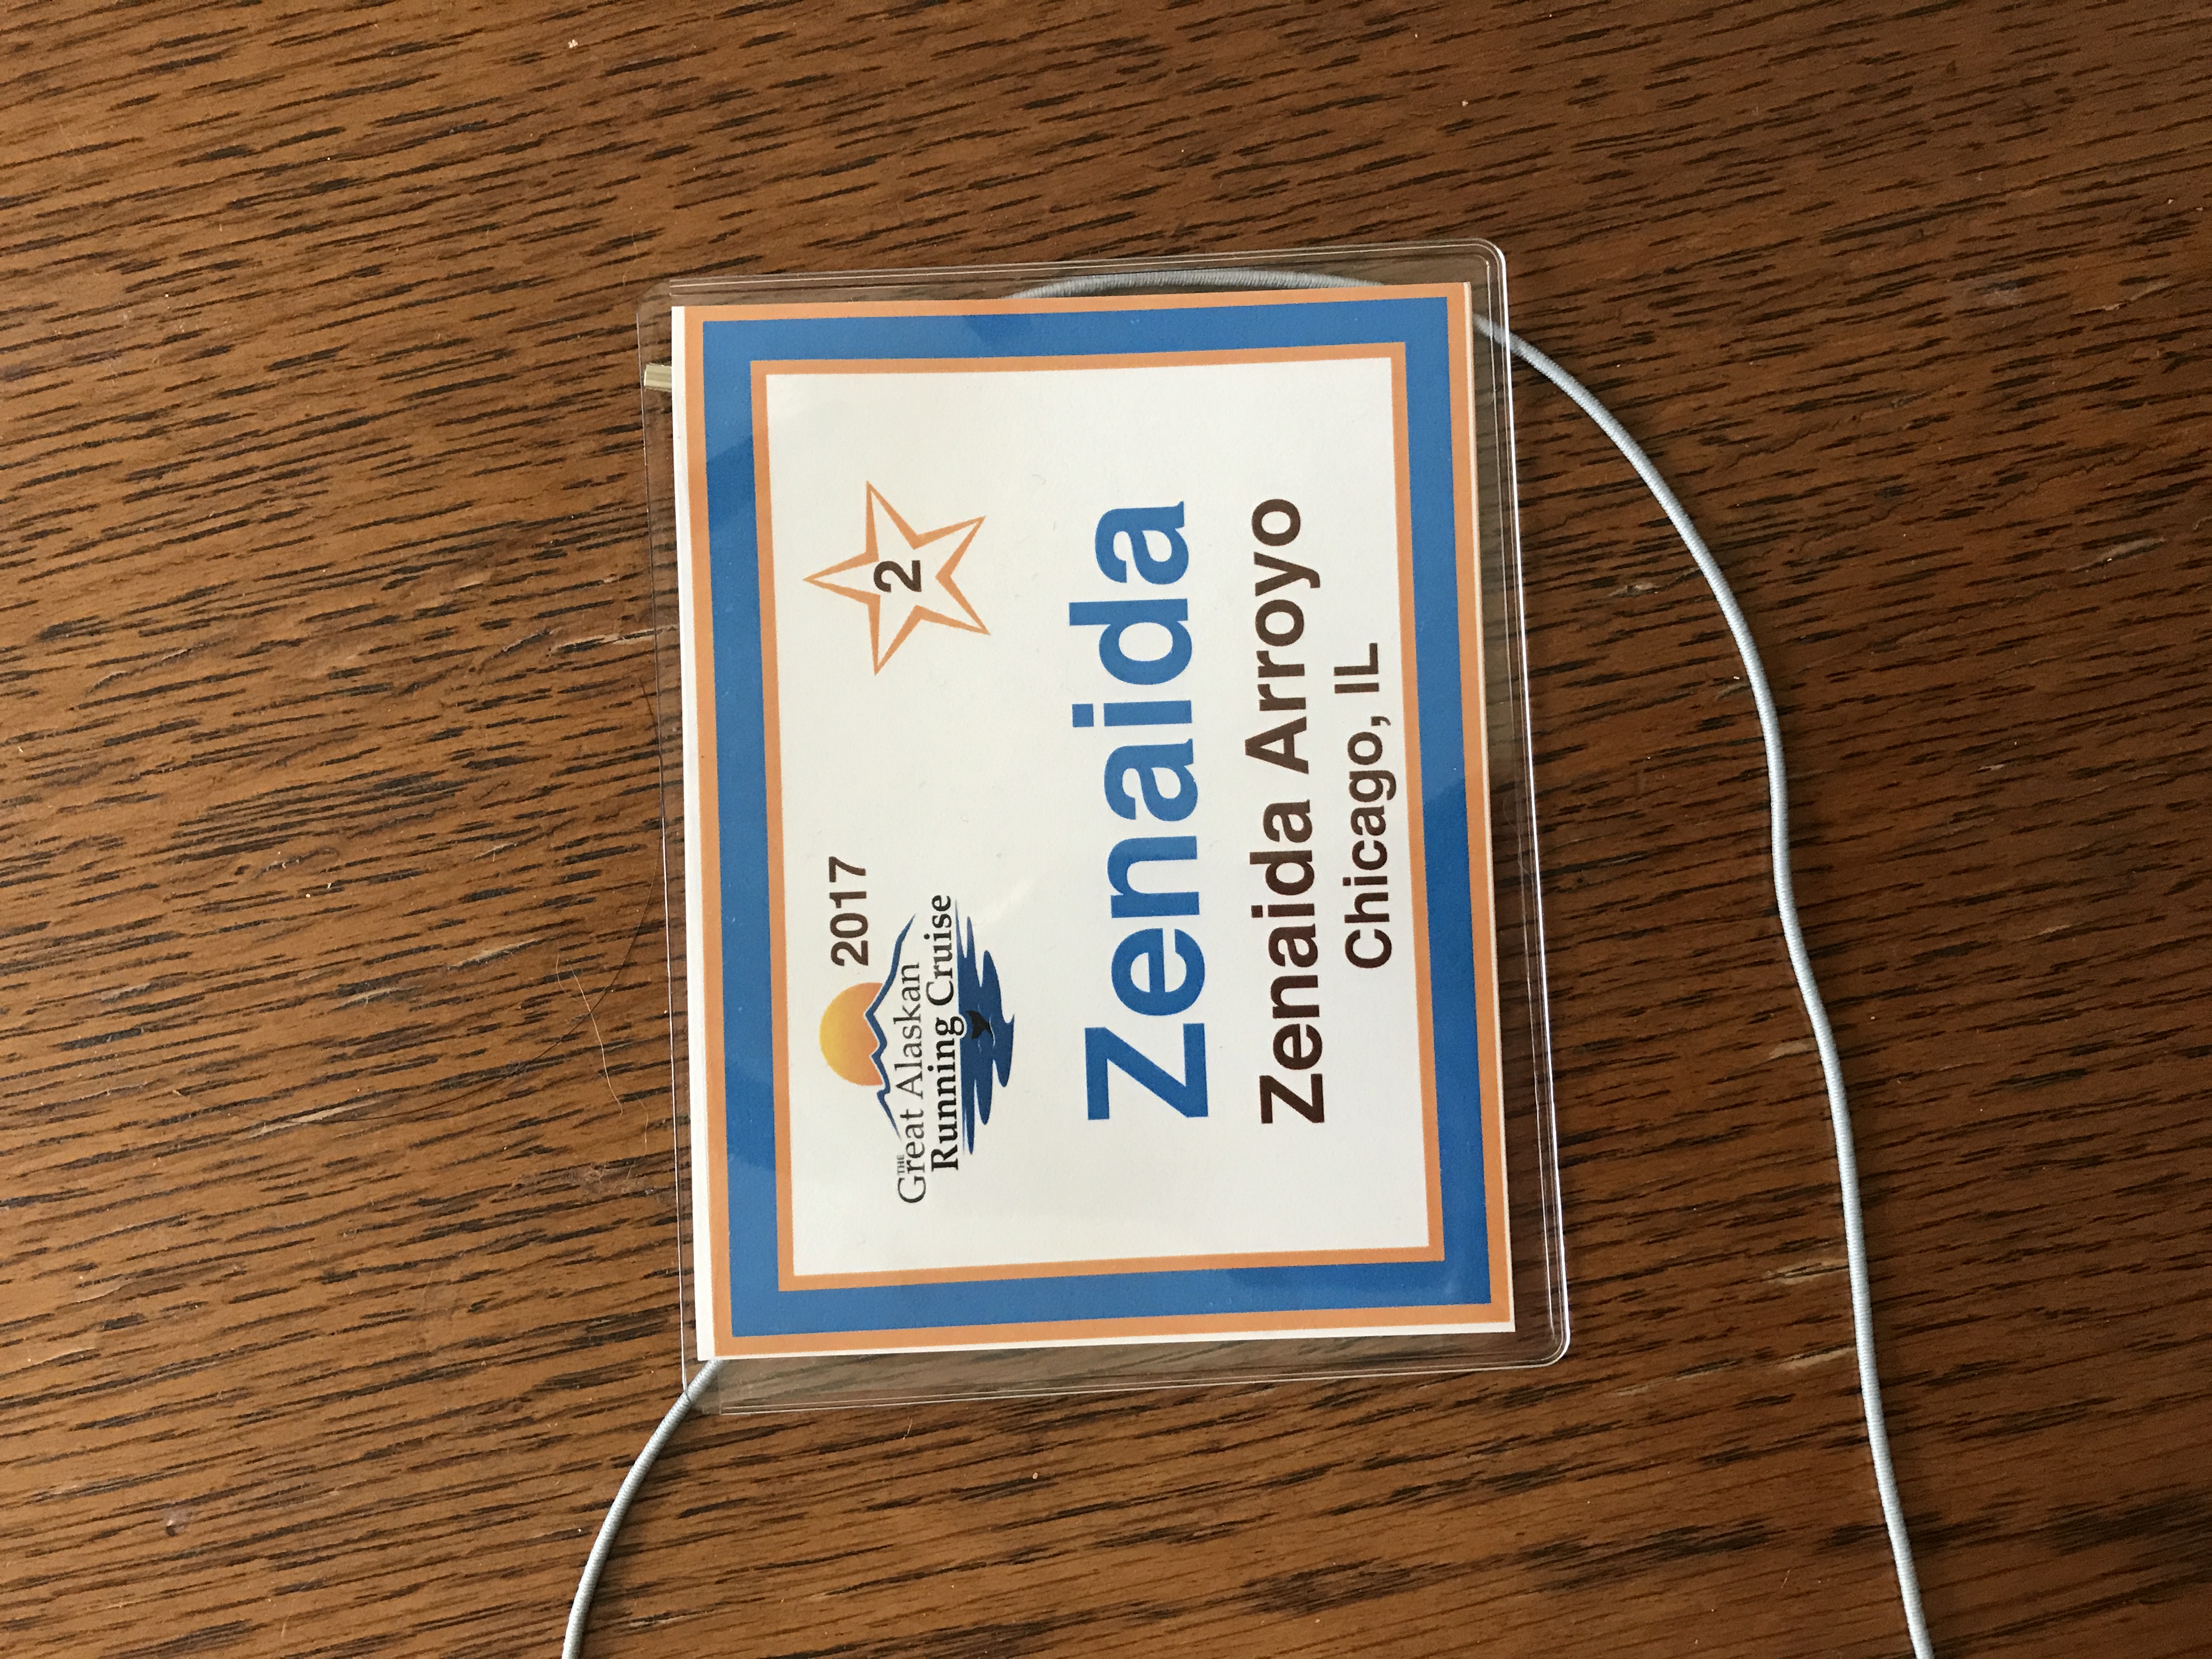 2017
THE
Great Alaskan
Running Cruise
2
Zenaida
Zenaida Arroyo
Chicago, IL